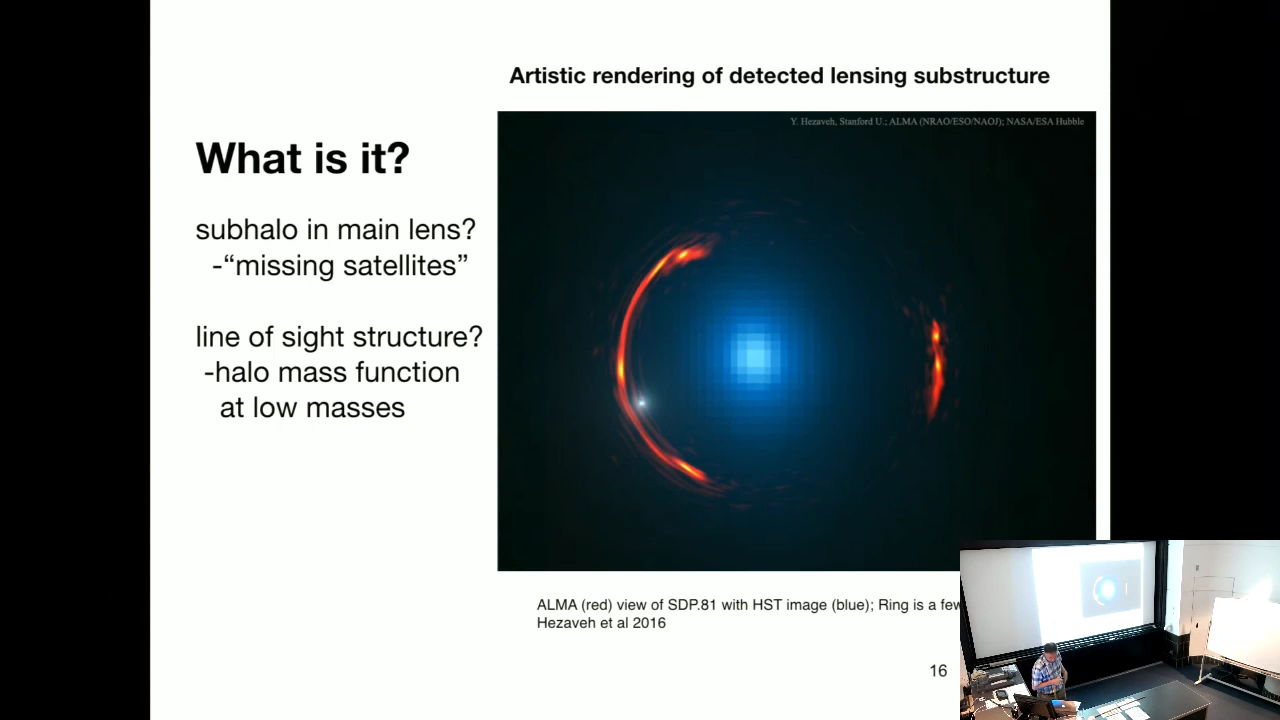 Artistic rendering of detected lensing substructure
Y. Hezaveh, Stanford U.; ALMA (NRAO/ESO/NAOJ); NASA/ESA Hubble
What is it?
subhalo in main lens?
-“missing satellites”
line of sight structure?
-halo mass function
at low masses
ALMA (red) view of SDP.81 with HST image (blue); Ring is a few
Hezaveh et al 2016
16